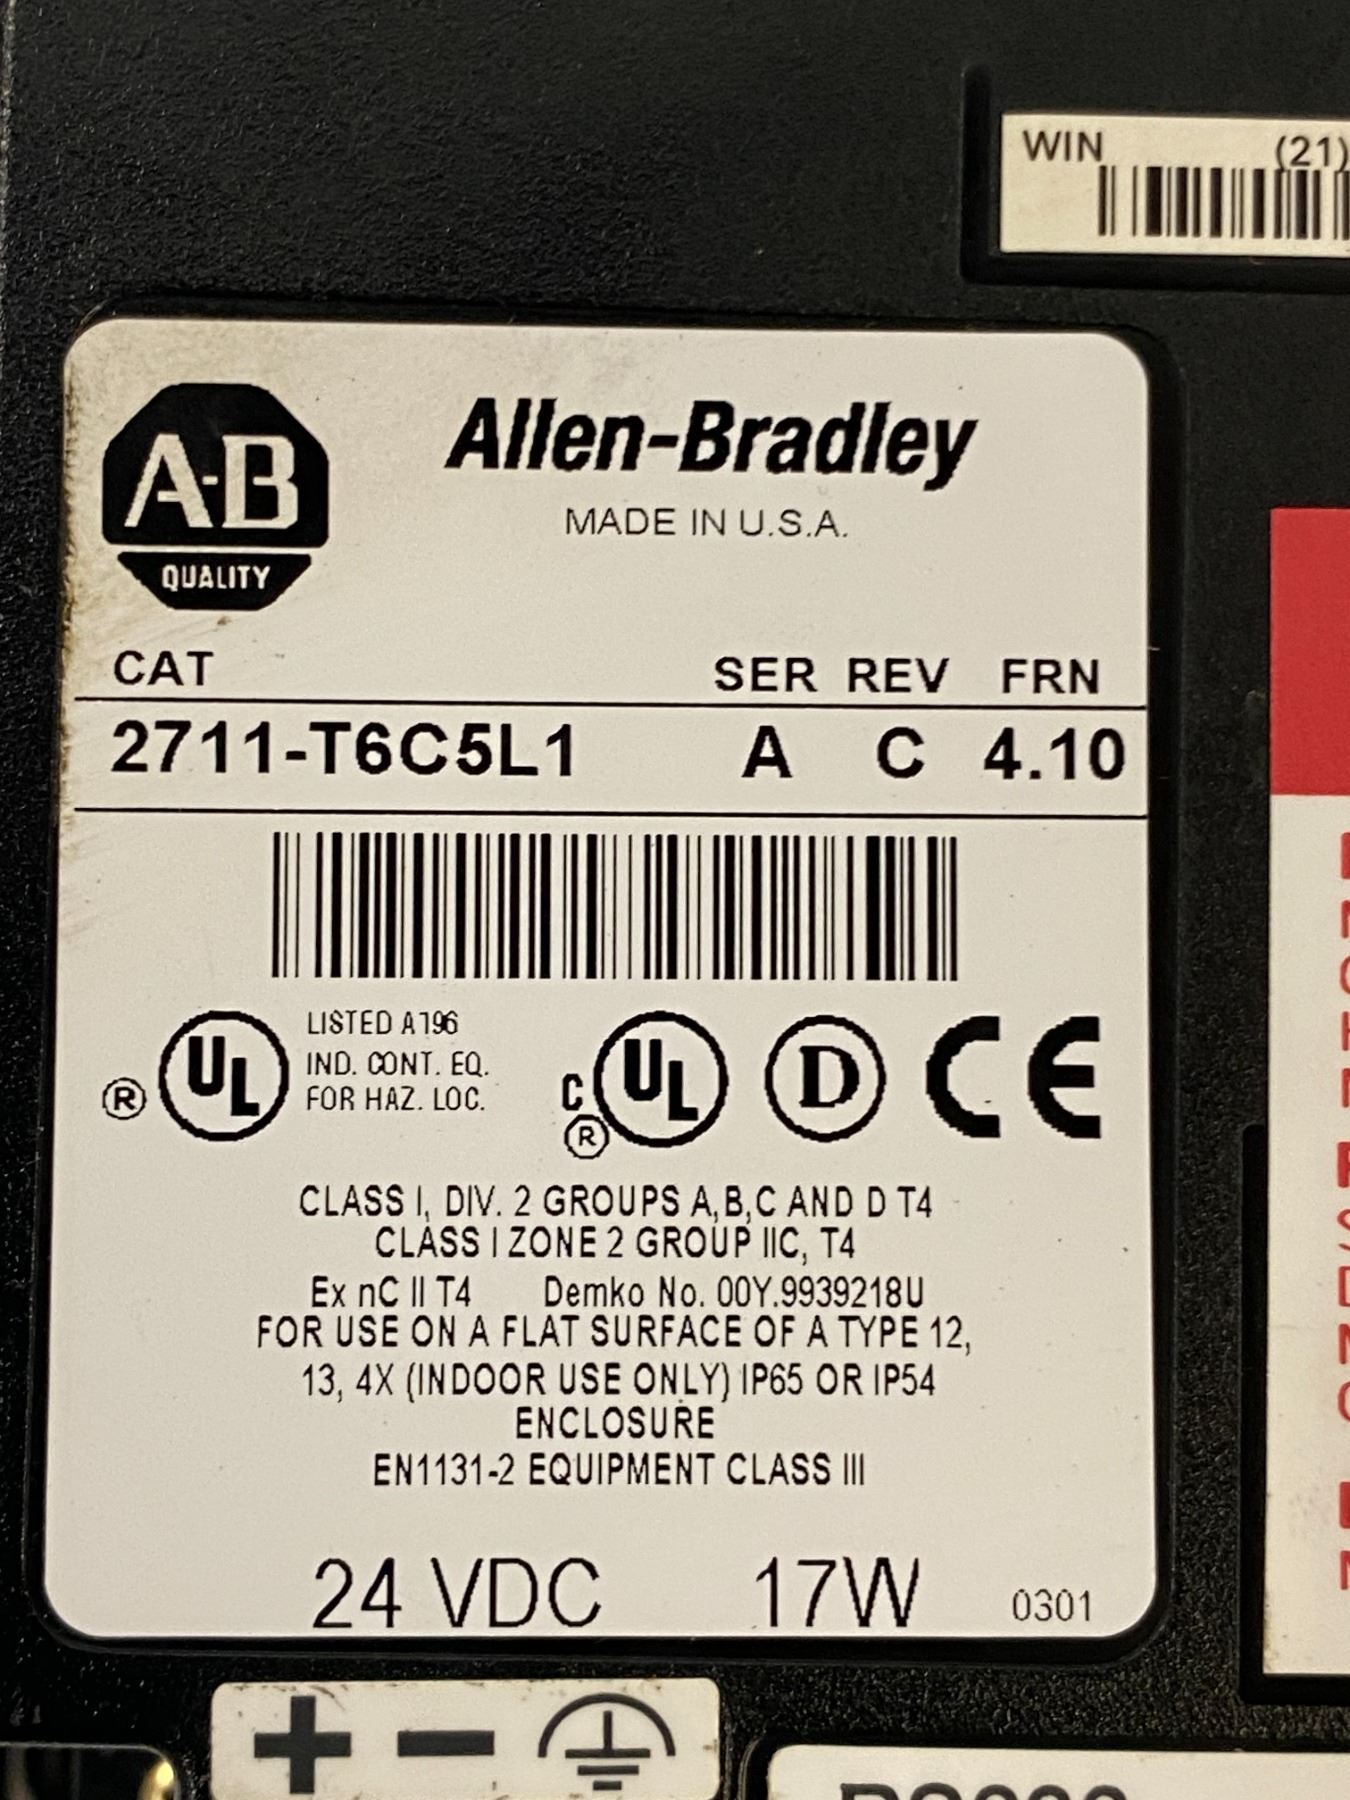 WIN (21)
A-B
QUALITY
Allen-Bradley
MADE IN U.S.A.
CAT SER REV FRN
2711-T6C5L1 A C 4.10
® UL
LISTED A196
IND. CONT. EQ.
FOR HAZ. LOC.
C UL ® D CE
CLASS I, DIV. 2 GROUPS A,B,C AND D T4
CLASS I ZONE 2 GROUP IIC, T4
Ex nC II T4 Demko No. 00Y.9939218U
FOR USE ON A FLAT SURFACE OF A TYPE 12,
13, 4X (INDOOR USE ONLY) IP65 OR IP54
ENCLOSURE
EN1131-2 EQUIPMENT CLASS III
24 VDC 17W 0301
+ −